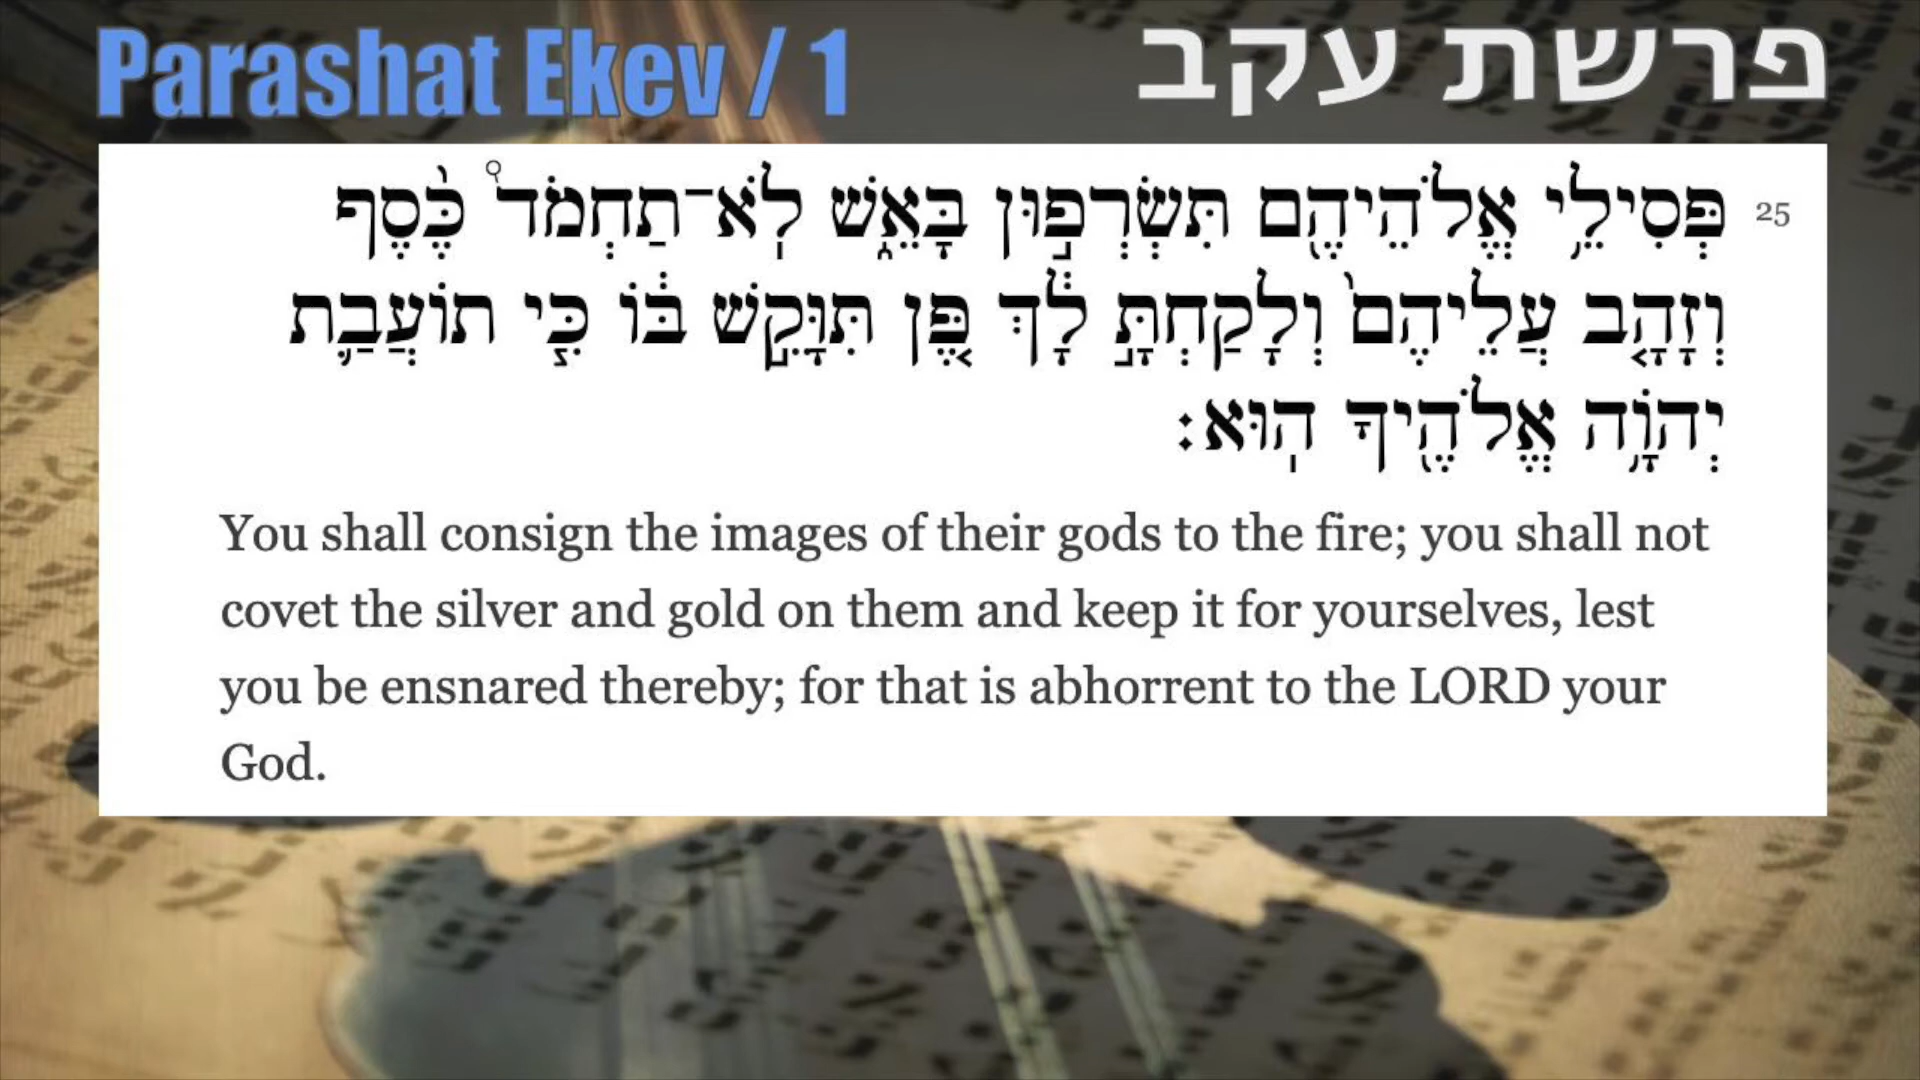 Parashat Ekev / 1
פרשת עקב
25
פְּסִילֵ֥י אֱלֹהֵיהֶ֖ם תִּשְׂרְפ֣וּן בָּאֵ֑שׁ לֹֽא־תַחְמֹד֩ כֶּ֨סֶף
וְזָהָ֤ב עֲלֵיהֶם֙ וְלָקַחְתָּ֣ לָ֔ךְ פֶּ֚ן תִּוָּקֵ֣שׁ בּ֔וֹ כִּ֧י תוֹעֲבַ֛ת
יְהוָ֥ה אֱלֹהֶ֖יךָ הֽוּא׃
You shall consign the images of their gods to the fire; you shall not
covet the silver and gold on them and keep it for yourselves, lest
you be ensnared thereby; for that is abhorrent to the LORD your
God.